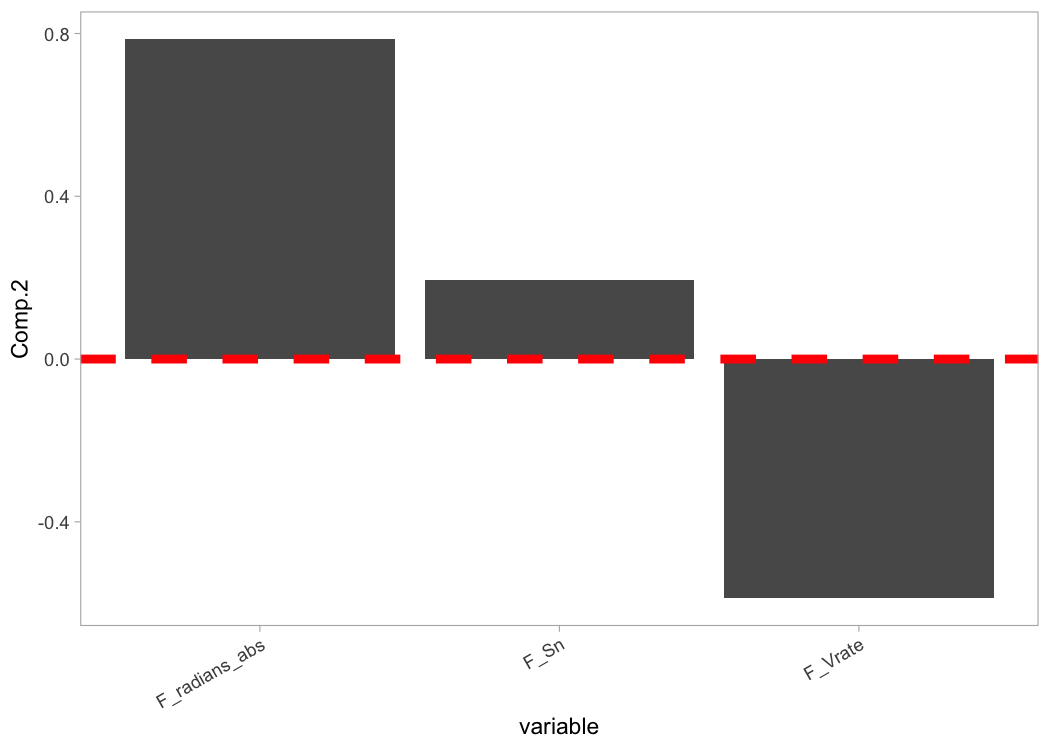 0.8
0.4
0.0
-0.4
Comp.2
F_radians_abs
F_Sn
F_Vrate
variable